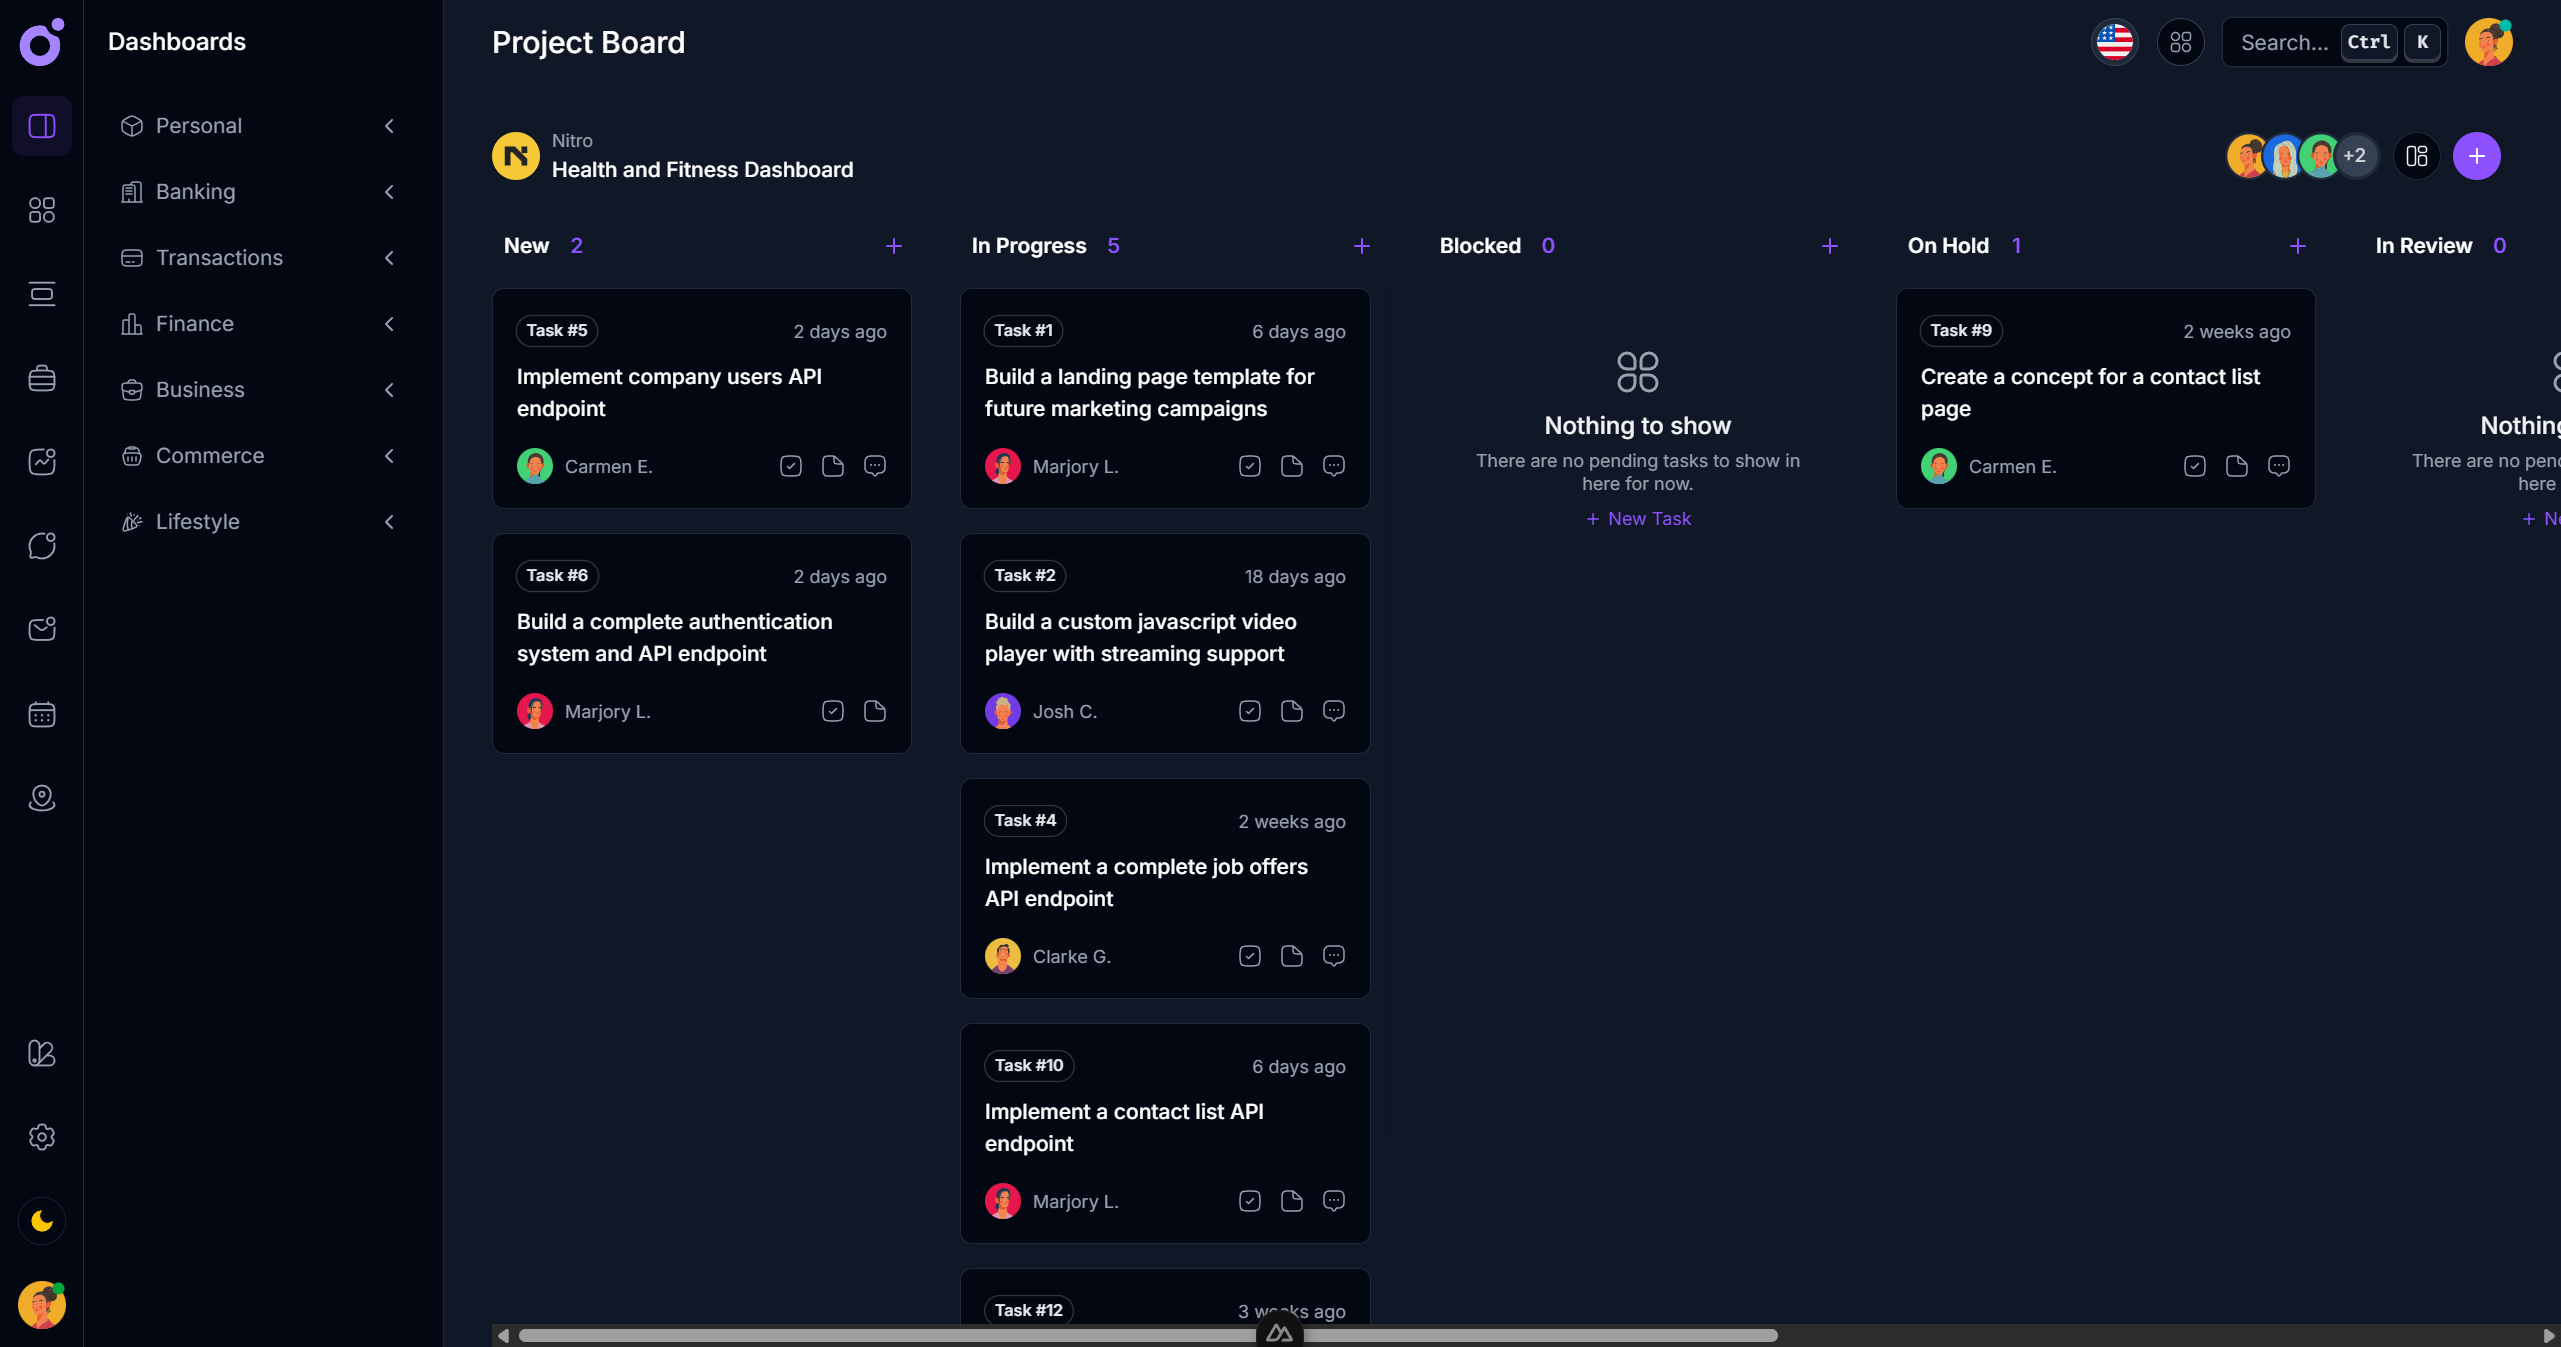 Dashboards
Personal
Banking
Transactions
Finance
Business
Commerce
Lifestyle
Project Board
Search...
Ctrl
K
Nitro
Health and Fitness Dashboard
+2
New 2
Task #5
2 days ago
Implement company users API
endpoint
Carmen E.
Task #6
2 days ago
Build a complete authentication
system and API endpoint
Marjory L.
In Progress 5
Task #1
6 days ago
Build a landing page template for
future marketing campaigns
Marjory L.
Task #2
18 days ago
Build a custom javascript video
player with streaming support
Josh C.
Task #4
2 weeks ago
Implement a complete job offers
API endpoint
Clarke G.
Task #10
6 days ago
Implement a contact list API
endpoint
Marjory L.
Task #12
3 weeks ago
Blocked 0
Nothing to show
There are no pending tasks to show in
here for now.
+ New Task
On Hold 1
Task #9
2 weeks ago
Create a concept for a contact list
page
Carmen E.
In Review 0
Nothing
There are no
here
+